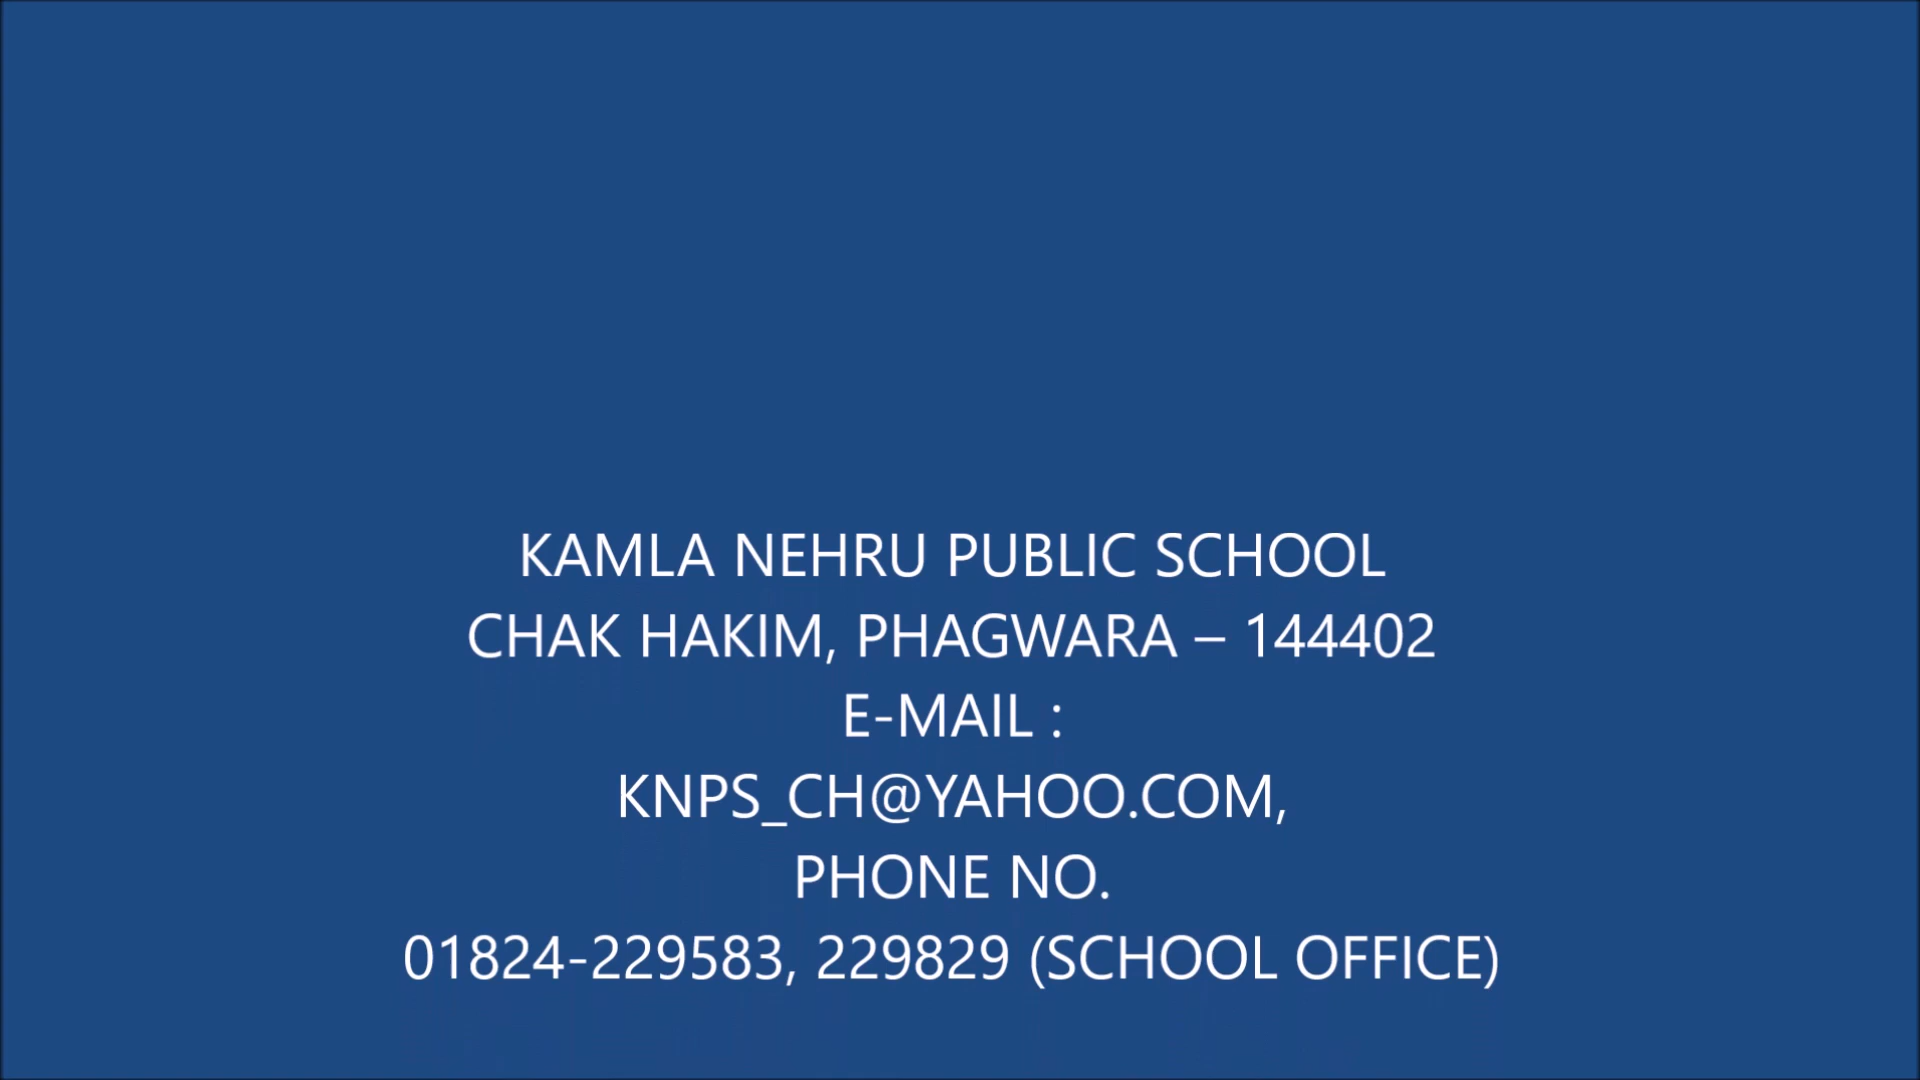 KAMLA NEHRU PUBLIC SCHOOL
CHAK HAKIM, PHAGWARA – 144402
E-MAIL :
KNPS_CH@YAHOO.COM,
PHONE NO.
01824-229583, 229829 (SCHOOL OFFICE)